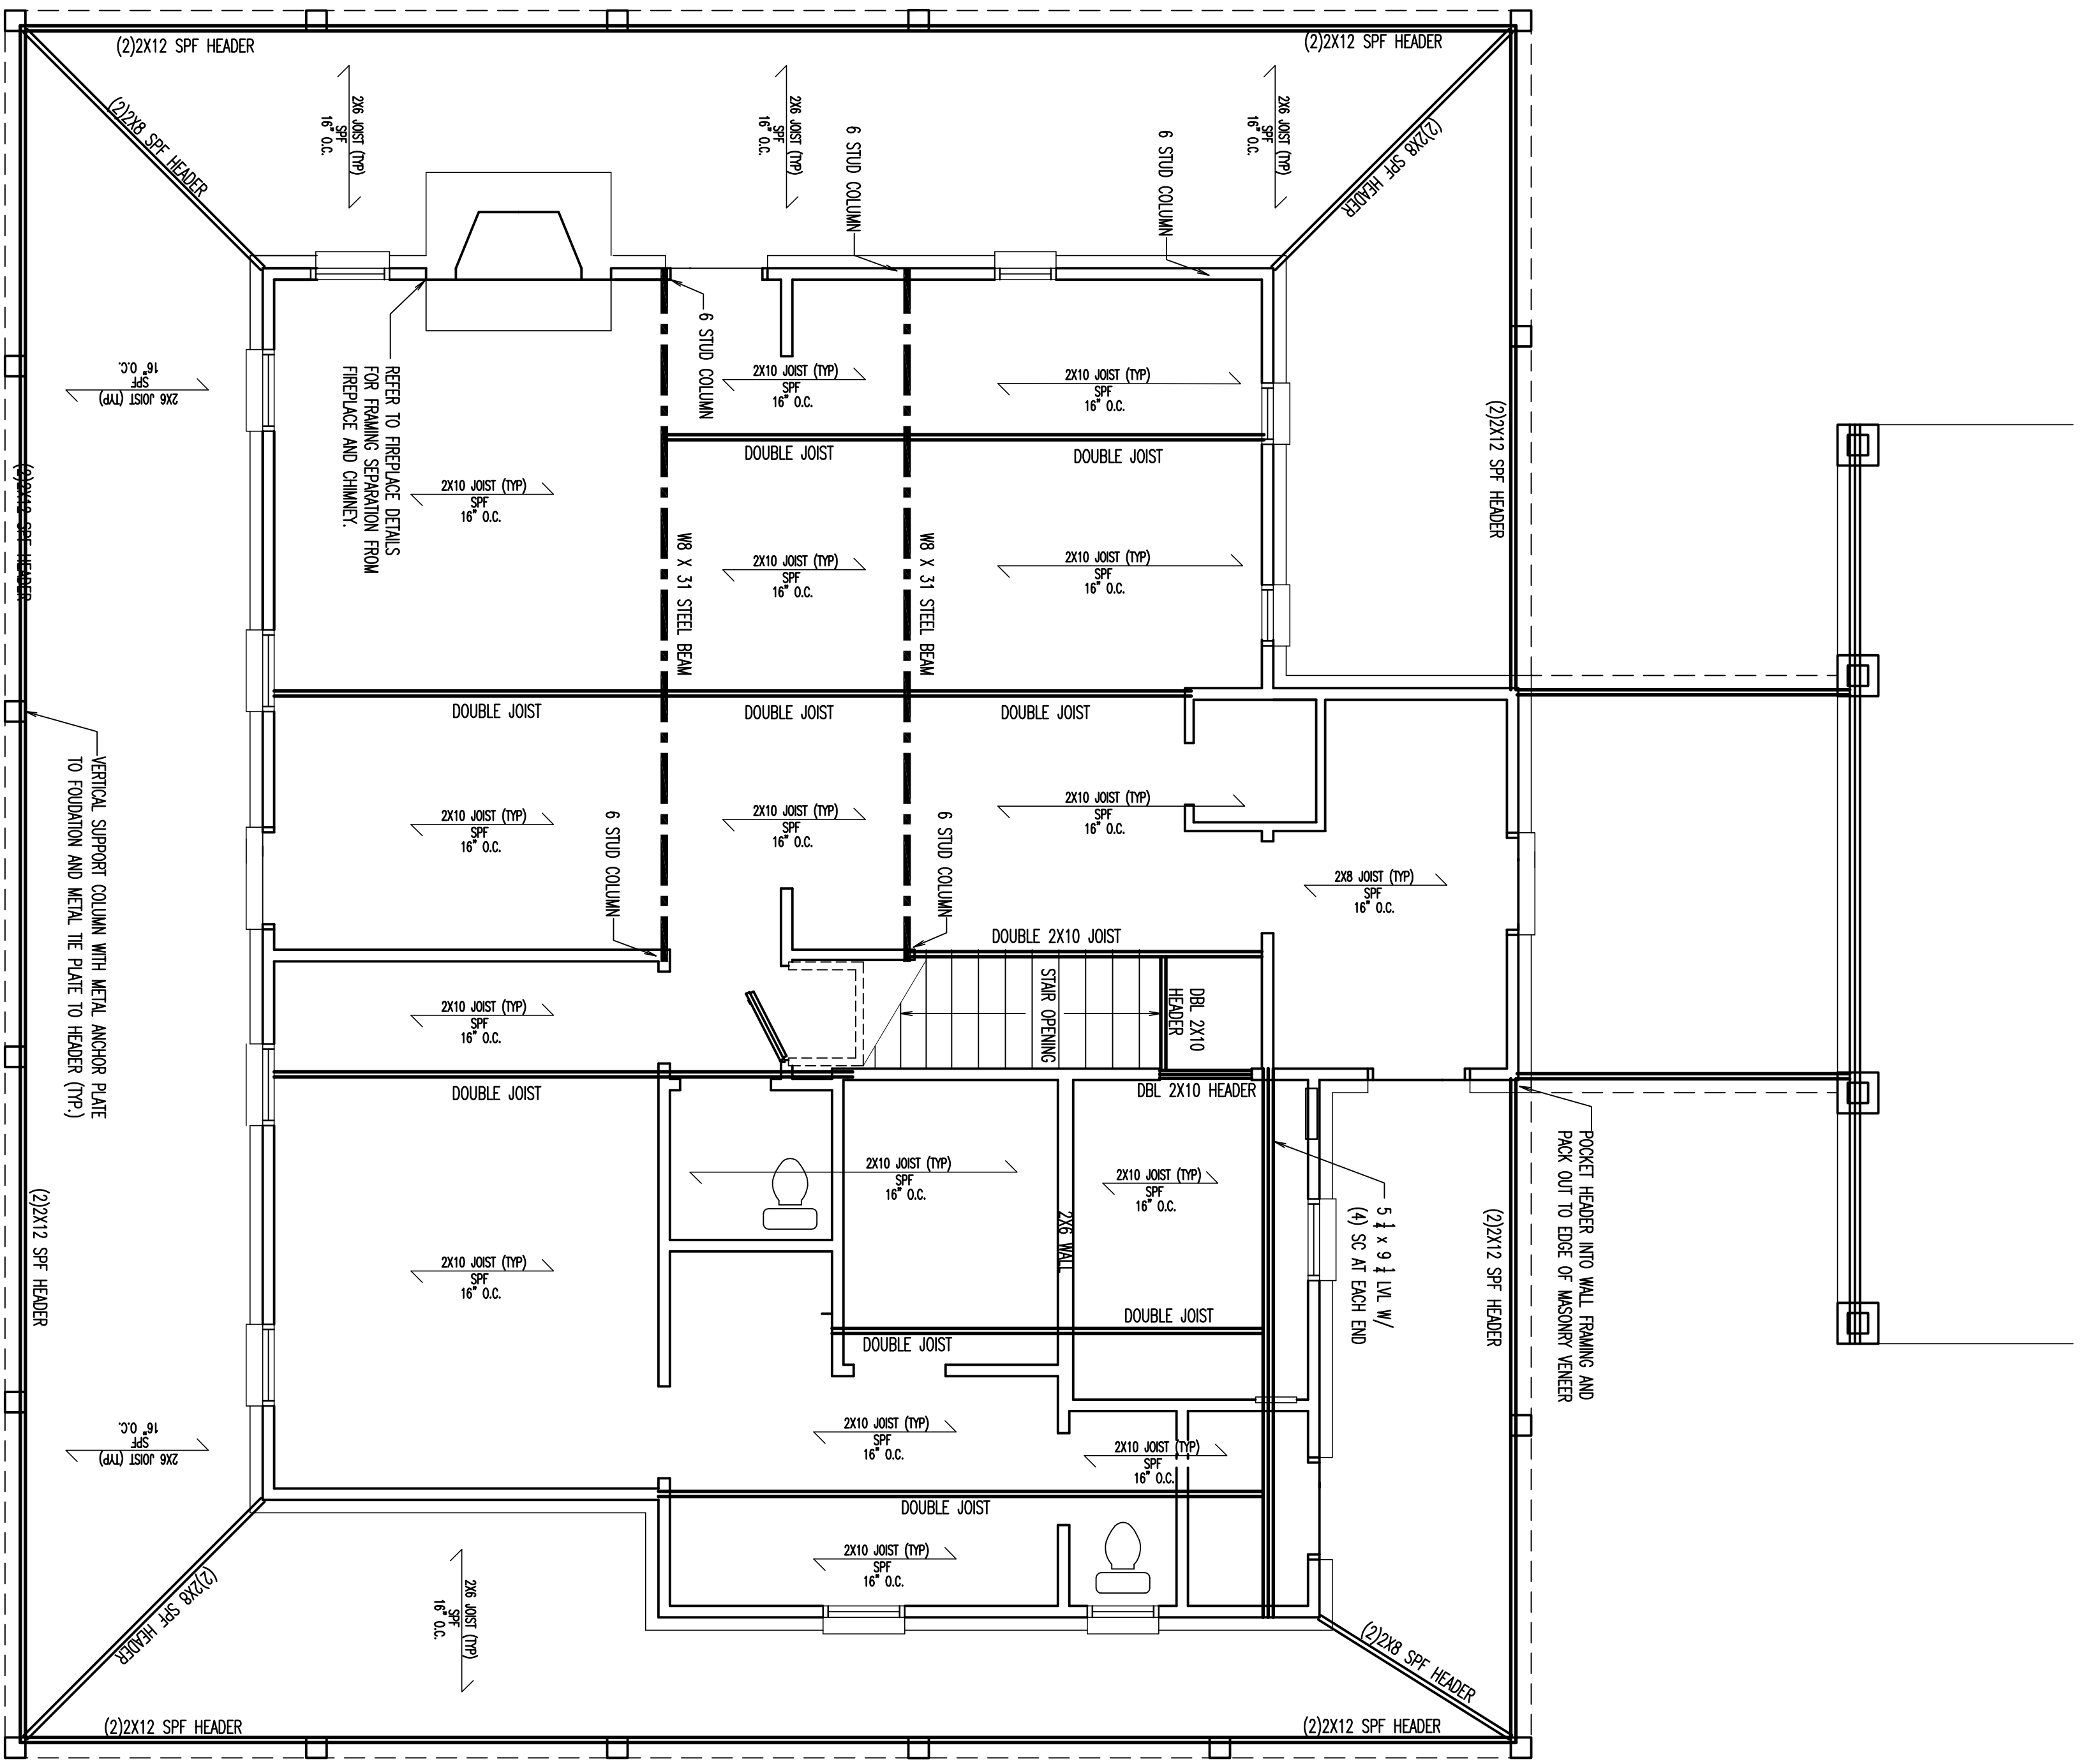 (2)2X12 SPF HEADER
(2)2X12 SPF HEADER
(2)2X8 SPF HEADER
2X6 JOIST (TYP)
SPF
16" O.C.
2X6 JOIST (TYP)
SPF
16" O.C.
6 STUD COLUMN
6 STUD COLUMN
2X6 JOIST (TYP)
SPF
16" O.C.
(2)2X8 SPF HEADER
2X6 JOIST (TYP)
SPF
16" O.C.
REFER TO FIREPLACE DETAILS
FOR FRAMING SEPARATION FROM
FIREPLACE AND CHIMNEY.
6 STUD COLUMN
2X10 JOIST (TYP)
SPF
16" O.C.
2X10 JOIST (TYP)
SPF
16" O.C.
(2)2X12 SPF HEADER
DOUBLE JOIST
DOUBLE JOIST
(2)2X12 SPF HEADER
2X10 JOIST (TYP)
SPF
16" O.C.
W8 X 31 STEEL BEAM
2X10 JOIST (TYP)
SPF
16" O.C.
W8 X 31 STEEL BEAM
2X10 JOIST (TYP)
SPF
16" O.C.
DOUBLE JOIST
DOUBLE JOIST
DOUBLE JOIST
VERTICAL SUPPORT COLUMN WITH METAL ANCHOR PLATE
TO FOUDATION AND METAL TIE PLATE TO HEADER (TYP.)
2X10 JOIST (TYP)
SPF
16" O.C.
6 STUD COLUMN
2X10 JOIST (TYP)
SPF
16" O.C.
6 STUD COLUMN
2X10 JOIST (TYP)
SPF
16" O.C.
2X8 JOIST (TYP)
SPF
16" O.C.
DOUBLE 2X10 JOIST
STAIR OPENING
DBL 2X10
HEADER
2X10 JOIST (TYP)
SPF
16" O.C.
DOUBLE JOIST
DBL 2X10 HEADER
POCKET HEADER INTO WALL FRAMING AND
PACK OUT TO EDGE OF MASONRY VENEER
2X10 JOIST (TYP)
SPF
16" O.C.
2X6 WALL
2X10 JOIST (TYP)
SPF
16" O.C.
5 1/4 x 9 1/4 LVL W/
(4) SC AT EACH END
(2)2X12 SPF HEADER
(2)2X12 SPF HEADER
2X10 JOIST (TYP)
SPF
16" O.C.
DOUBLE JOIST
DOUBLE JOIST
2X6 JOIST (TYP)
SPF
16" O.C.
2X10 JOIST (TYP)
SPF
16" O.C.
2X10 JOIST (TYP)
SPF
16" O.C.
DOUBLE JOIST
2X10 JOIST (TYP)
SPF
16" O.C.
2X6 JOIST (TYP)
SPF
16" O.C.
(2)2X8 SPF HEADER
(2)2X8 SPF HEADER
(2)2X12 SPF HEADER
(2)2X12 SPF HEADER